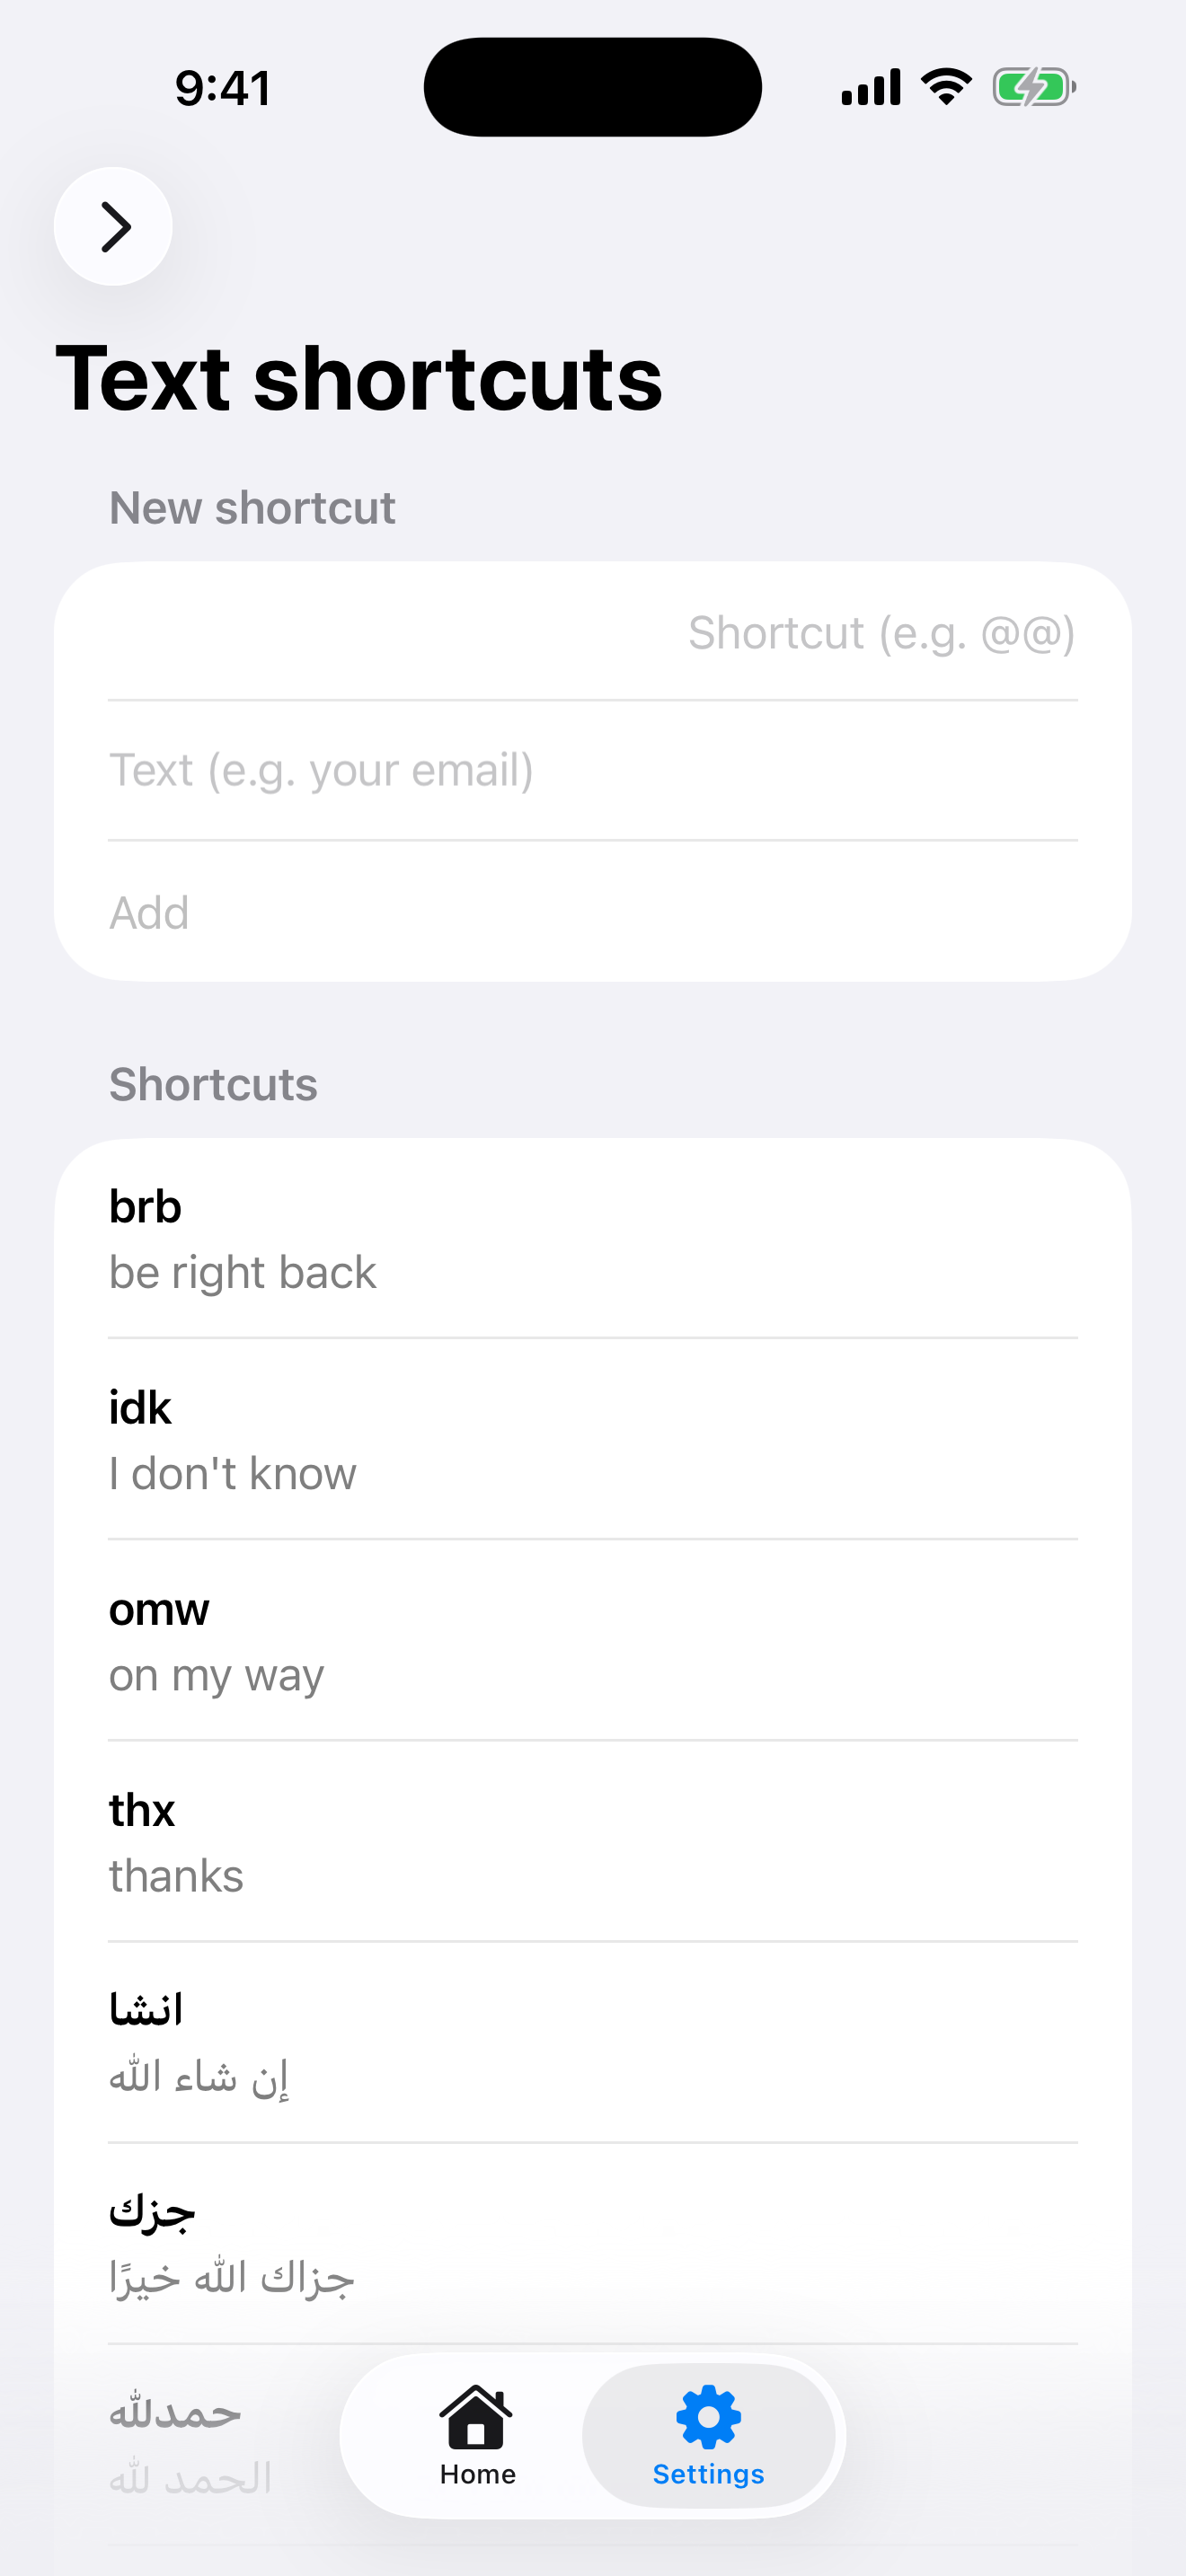 9:41
Text shortcuts
New shortcut
Shortcut (e.g. @@)
Text (e.g. your email)
Add
Shortcuts
brb
be right back
idk
I don't know
omw
on my way
thx
thanks
انشا
إن شاء الله
جزك
جزاك الله خيرًا
حمدلله
الحمد لله
Home
Settings